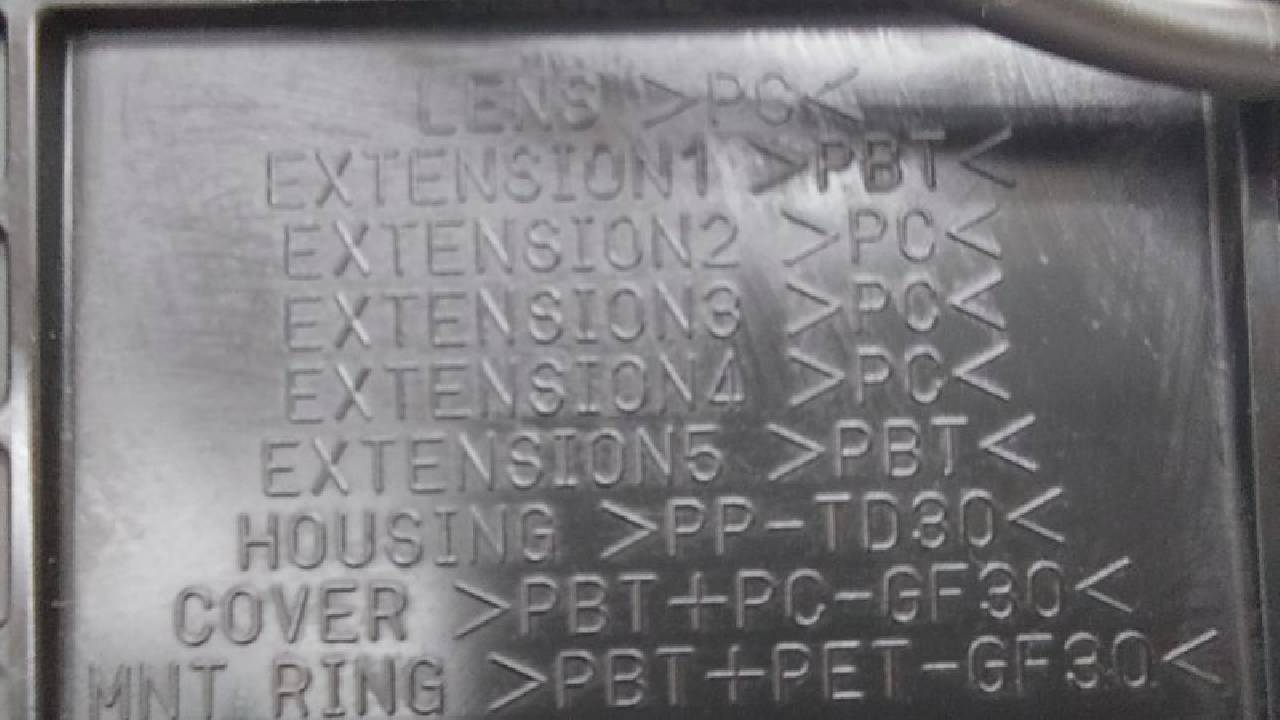 LENS >PC<
EXTENSION1 >PBT<
EXTENSION2 >PC<
EXTENSION3 >PC<
EXTENSION4 >PC<
EXTENSION5 >PBT<
HOUSING >PP-TD30<
COVER >PBT+PC-GF30<
MNT RING >PBT+PET-GF30<